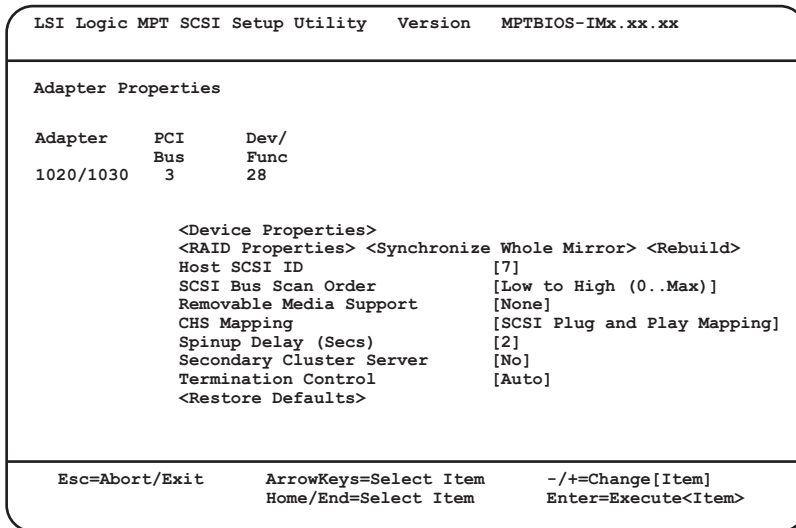 LSI Logic MPT SCSI Setup Utility Version MPTBIOS-IMx.xx.xx
Adapter Properties
Adapter PCI Dev/
Bus Func
1020/1030 3 28
<Device Properties>
<RAID Properties> <Synchronize Whole Mirror> <Rebuild>
Host SCSI ID [7]
SCSI Bus Scan Order [Low to High (0..Max)]
Removable Media Support [None]
CHS Mapping [SCSI Plug and Play Mapping]
Spinup Delay (Secs) [2]
Secondary Cluster Server [No]
Termination Control [Auto]
<Restore Defaults>
Esc=Abort/Exit ArrowKeys=Select Item -/+=Change[Item]
Home/End=Select Item Enter=Execute<Item>